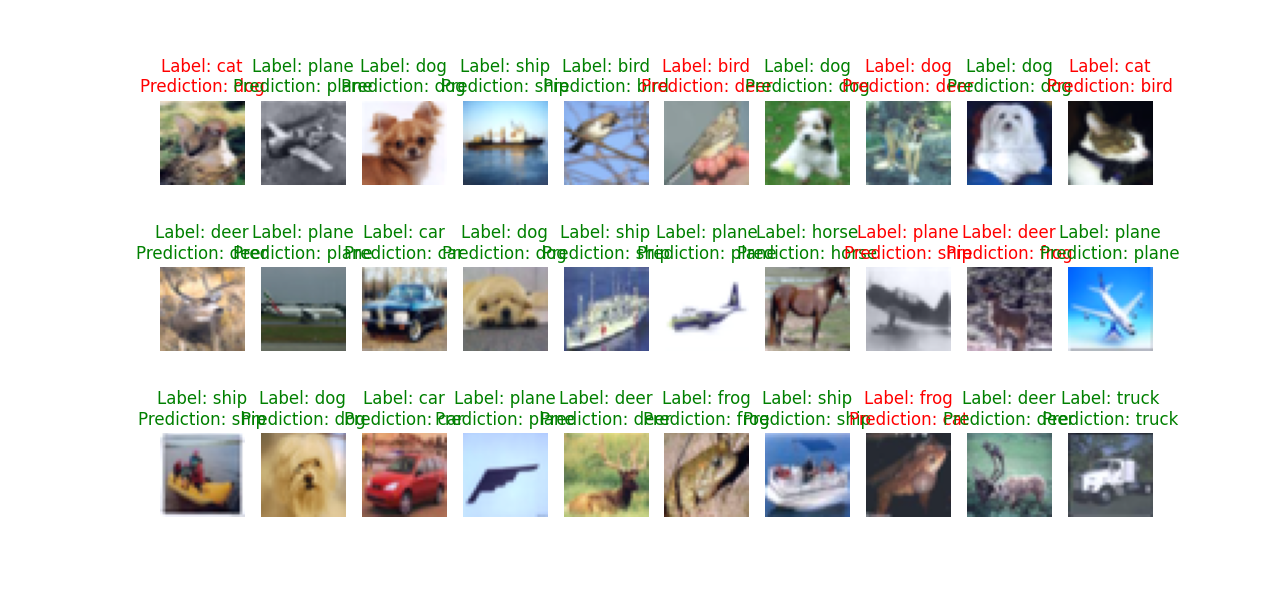 Label: cat Label: plane Label: dog Label: ship Label: bird Label: bird Label: dog Label: dog Label: dog Label: cat
Prediction: dog Prediction: plane Prediction: dog Prediction: ship Prediction: bird Prediction: deer Prediction: dog Prediction: deer Prediction: dog Prediction: bird
Label: deer Label: plane Label: car Label: dog Label: ship Label: plane Label: horse Label: plane Label: deer Label: plane
Prediction: deer Prediction: plane Prediction: car Prediction: dog Prediction: ship Prediction: plane Prediction: horse Prediction: ship Prediction: frog Prediction: plane
Label: ship Label: dog Label: car Label: plane Label: deer Label: frog Label: ship Label: frog Label: deer Label: truck
Prediction: ship Prediction: dog Prediction: car Prediction: plane Prediction: deer Prediction: frog Prediction: ship Prediction: cat Prediction: deer Prediction: truck